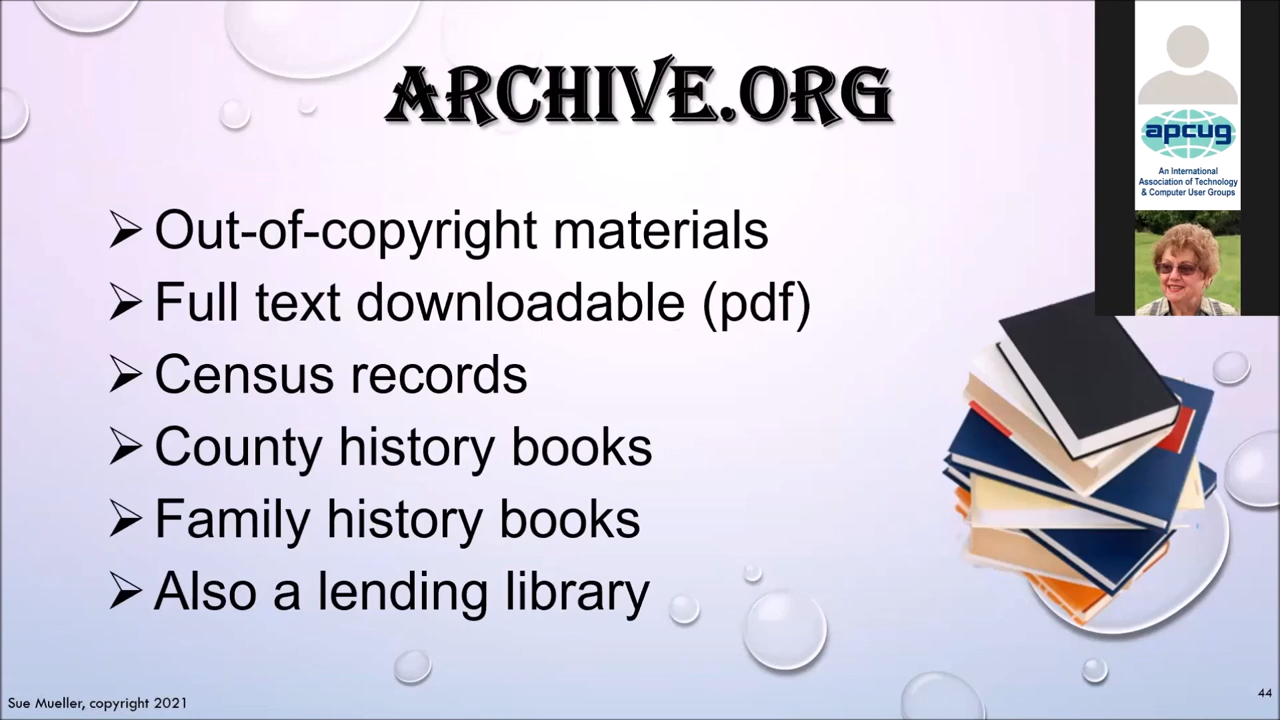 ARCHIVE.ORG
Out-of-copyright materials
Full text downloadable (pdf)
Census records
County history books
Family history books
Also a lending library
apcug
An International
Association of Technology
& Computer User Groups
Sue Mueller, copyright 2021
44